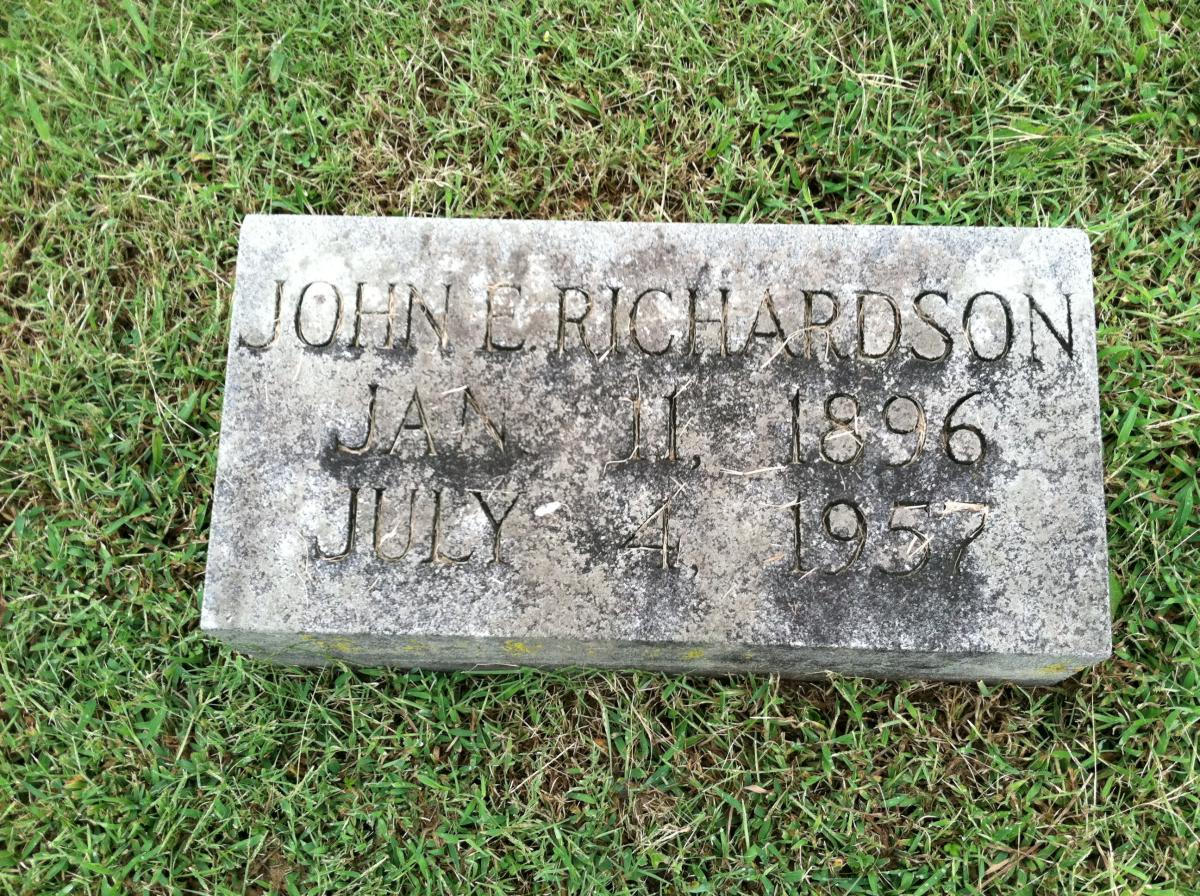 JOHN E. RICHARDSON
JAN 11, 1896
JULY 4, 1957